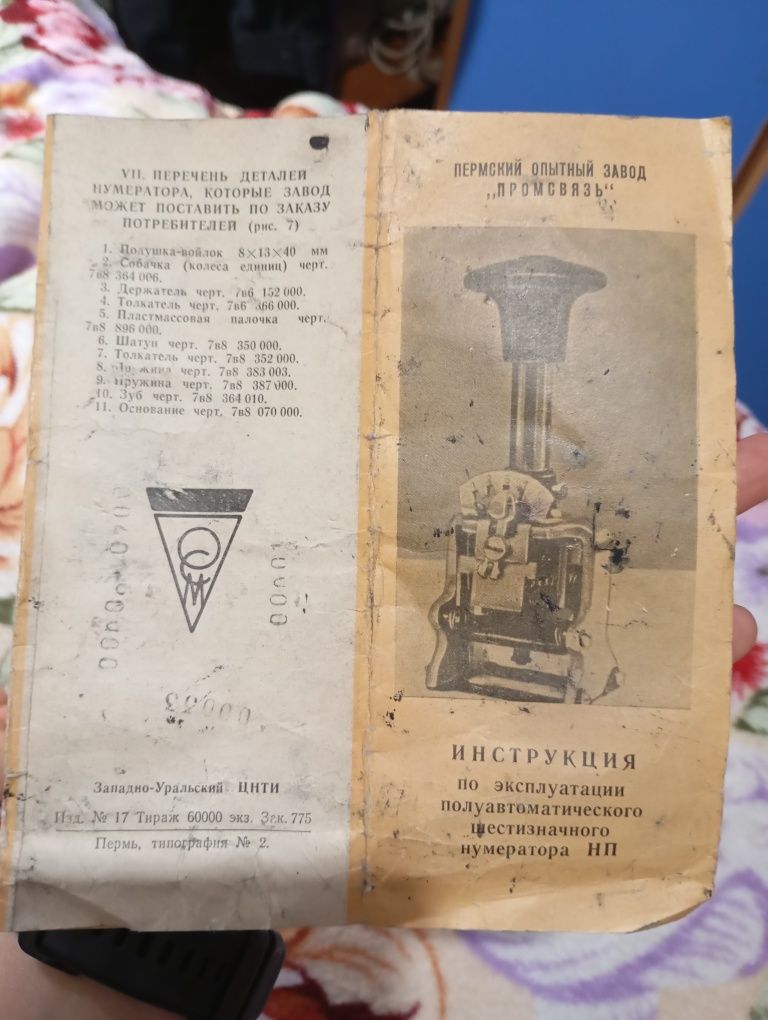 VII. ПЕРЕЧЕНЬ ДЕТАЛЕЙ
НУМЕРАТОРА, КОТОРЫЕ ЗАВОД
МОЖЕТ ПОСТАВИТЬ ПО ЗАКАЗУ
ПОТРЕБИТЕЛЕЙ (рис. 7)
1. Подушка-войлок 8×13×40 мм
2. Собачка (колеса единиц) черт.
7в8 364 006.
3. Держатель черт. 7в6 152 000.
4. Толкатель черт. 7в6 366 000.
5. Пластмассовая палочка черт.
7в8 896 000.
6. Шатун черт. 7в8 350 000.
7. Толкатель черт. 7в8 352 000.
8. черт. 7в8 383 003.
9. Пружина черт. 7в8 387 000.
10. Зуб черт. 7в8 364 010.
11. Основание черт. 7в8 070 000.
Западно-Уральский ЦНТИ
Изд. № 17 Тираж 60000 экз. Зак. 775
Пермь, типография № 2.
ПЕРМСКИЙ ОПЫТНЫЙ ЗАВОД
„ПРОМСВЯЗЬ“
ИНСТРУКЦИЯ
по эксплуатации
полуавтоматического
шестизначного
нумератора НП